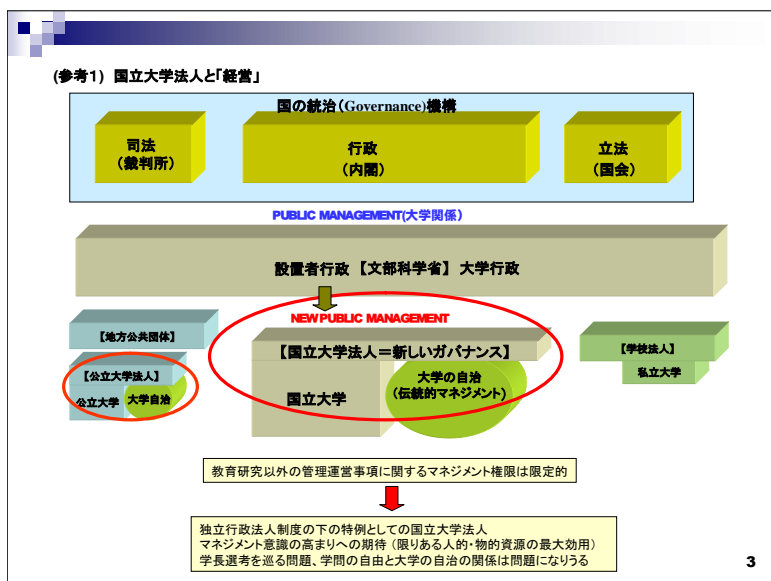 (参考1) 国立大学法人と｢経営｣
国の統治(Governance)機構
司法
(裁判所)
行政
(内閣)
立法
(国会)
PUBLIC MANAGEMENT(大学関係)
設置者行政 【文部科学省】 大学行政
NEW PUBLIC MANAGEMENT
【地方公共団体】
【公立大学法人】
公立大学
大学自治
【国立大学法人＝新しいガバナンス】
国立大学
大学の自治
(伝統的マネジメント)
【学校法人】
私立大学
教育研究以外の管理運営事項に関するマネジメント権限は限定的
独立行政法人制度の下の特例としての国立大学法人
マネジメント意識の高まりへの期待 (限りある人的・物的資源の最大効用)
学長選考を巡る問題、学問の自由と大学の自治の関係は問題になりうる
3